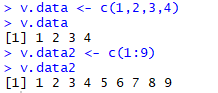 > v.data <- c(1,2,3,4)
> v.data
[1] 1 2 3 4
> v.data2 <- c(1:9)
> v.data2
[1] 1 2 3 4 5 6 7 8 9